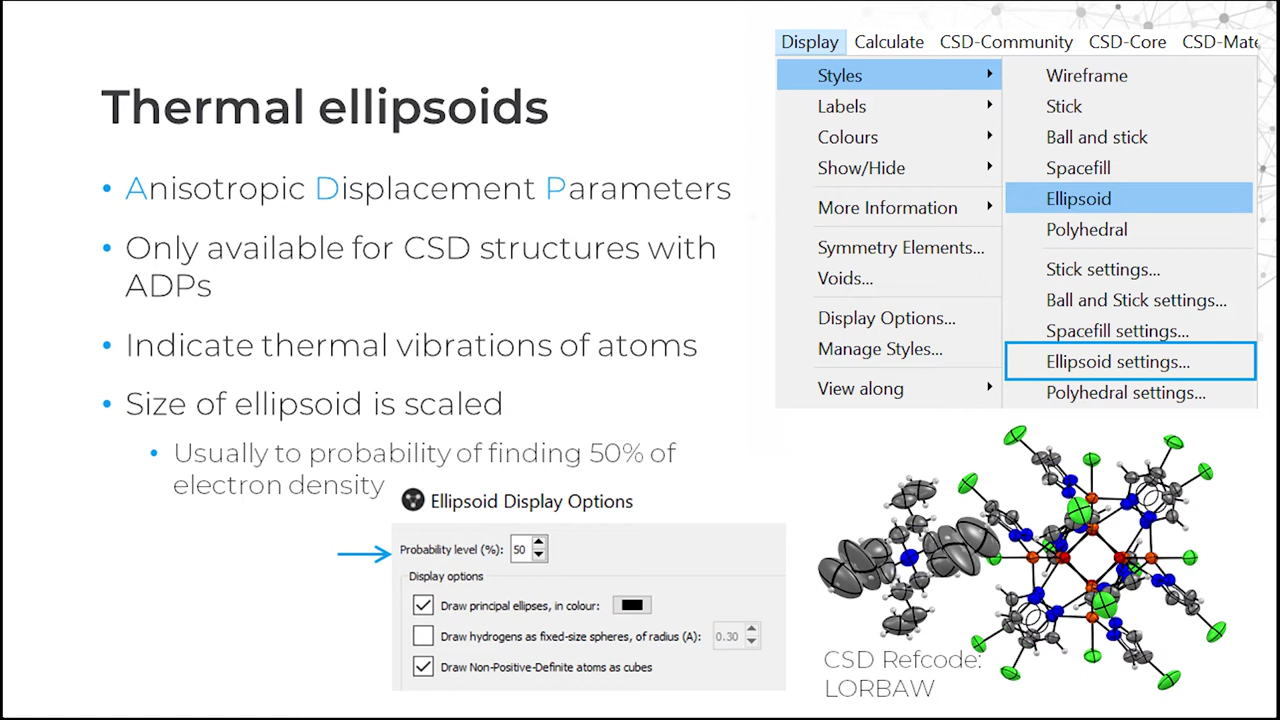 Thermal ellipsoids
• Anisotropic Displacement Parameters
• Only available for CSD structures with
ADPs
• Indicate thermal vibrations of atoms
• Size of ellipsoid is scaled
• Usually to probability of finding 50% of
electron density
Ellipsoid Display Options
Probability level (%): 50
Display options
Draw principal ellipses, in colour:
Draw hydrogens as fixed-size spheres, of radius (A): 0.30
Draw Non-Positive-Definite atoms as cubes
Display Calculate CSD-Community CSD-Core CSD-Mate
Styles
Labels
Colours
Show/Hide
More Information
Symmetry Elements...
Voids...
Display Options...
Manage Styles...
View along
Wireframe
Stick
Ball and stick
Spacefill
Ellipsoid
Polyhedral
Stick settings...
Ball and Stick settings...
Spacefill settings...
Ellipsoid settings...
Polyhedral settings...
CSD Refcode:
LORBAW